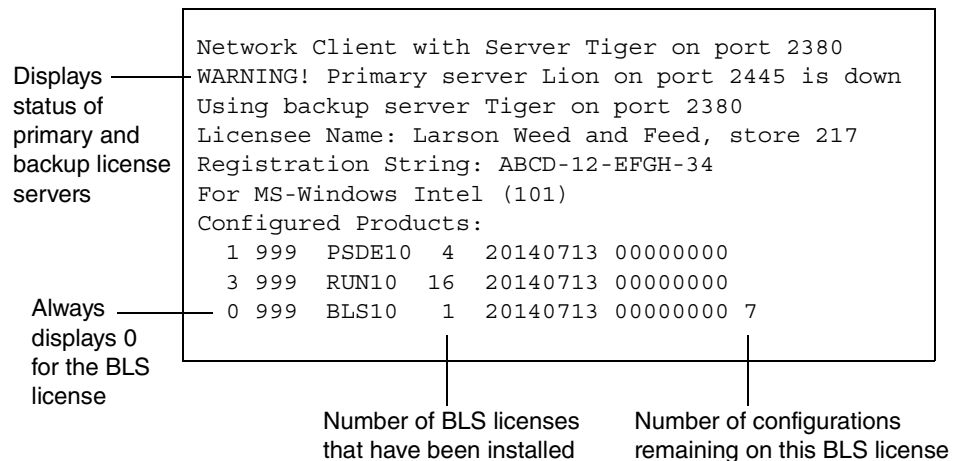 Network Client with Server Tiger on port 2380
WARNING! Primary server Lion on port 2445 is down
Using backup server Tiger on port 2380
Licensee Name: Larson Weed and Feed, store 217
Registration String: ABCD-12-EFGH-34
For MS-Windows Intel (101)
Configured Products:
1 999 PSDE10 4 20140713 00000000
3 999 RUN10 16 20140713 00000000
0 999 BLS10 1 20140713 00000000 7
Displays
status of
primary and
backup license
servers
Always
displays 0
for the BLS
license
Number of BLS licenses
that have been installed
Number of configurations
remaining on this BLS license